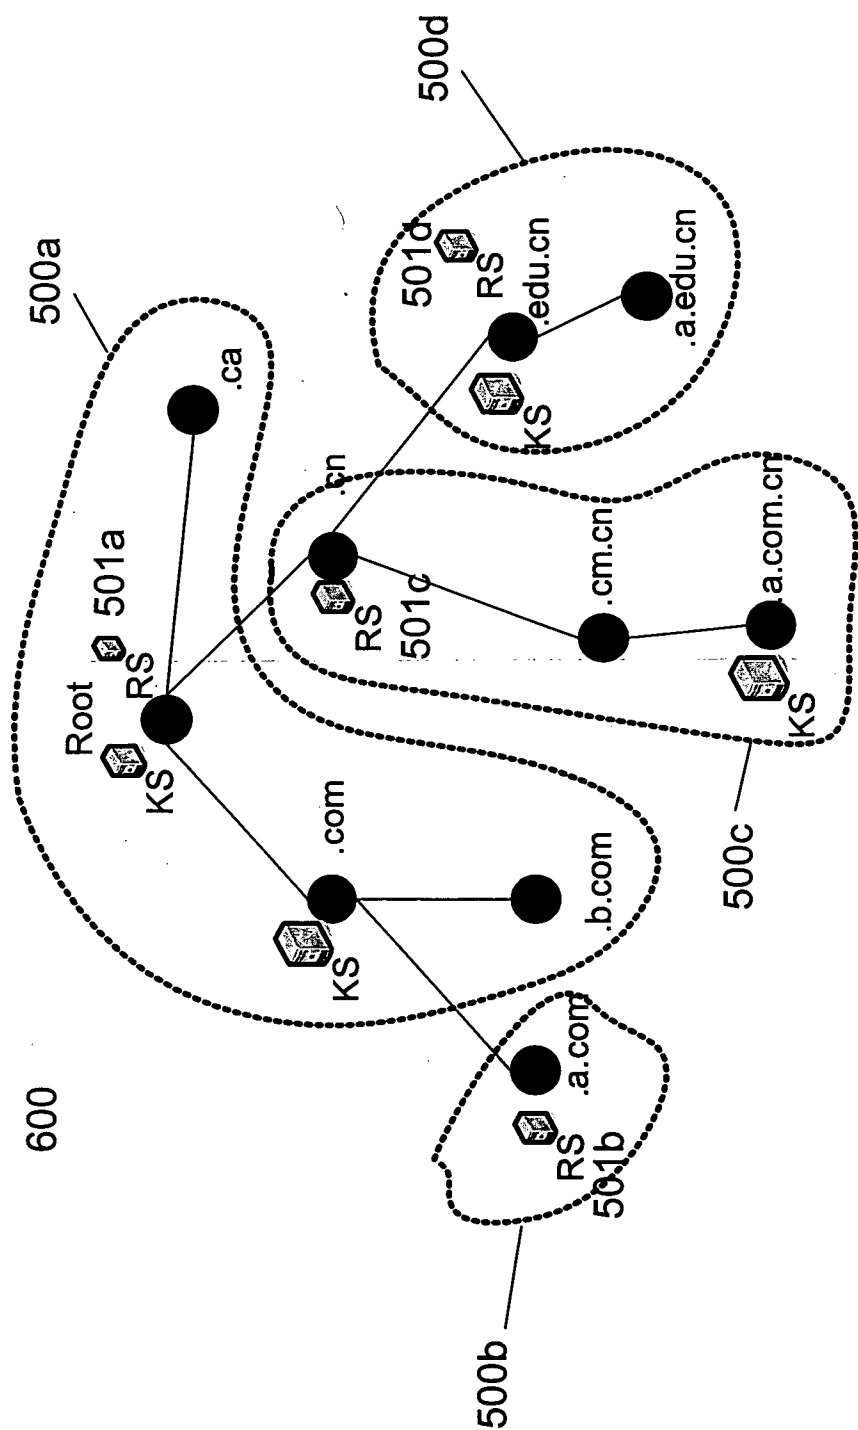 600
500a
Root
501a
RS
KS
.ca
KS
.com
.cn
RS
501c
501d
500d
RS
500b
KS
.edu.cn
RS
.a.com
.b.com
501b
.cm.cn
.a.edu.cn
500c
.a.com.cn
KS